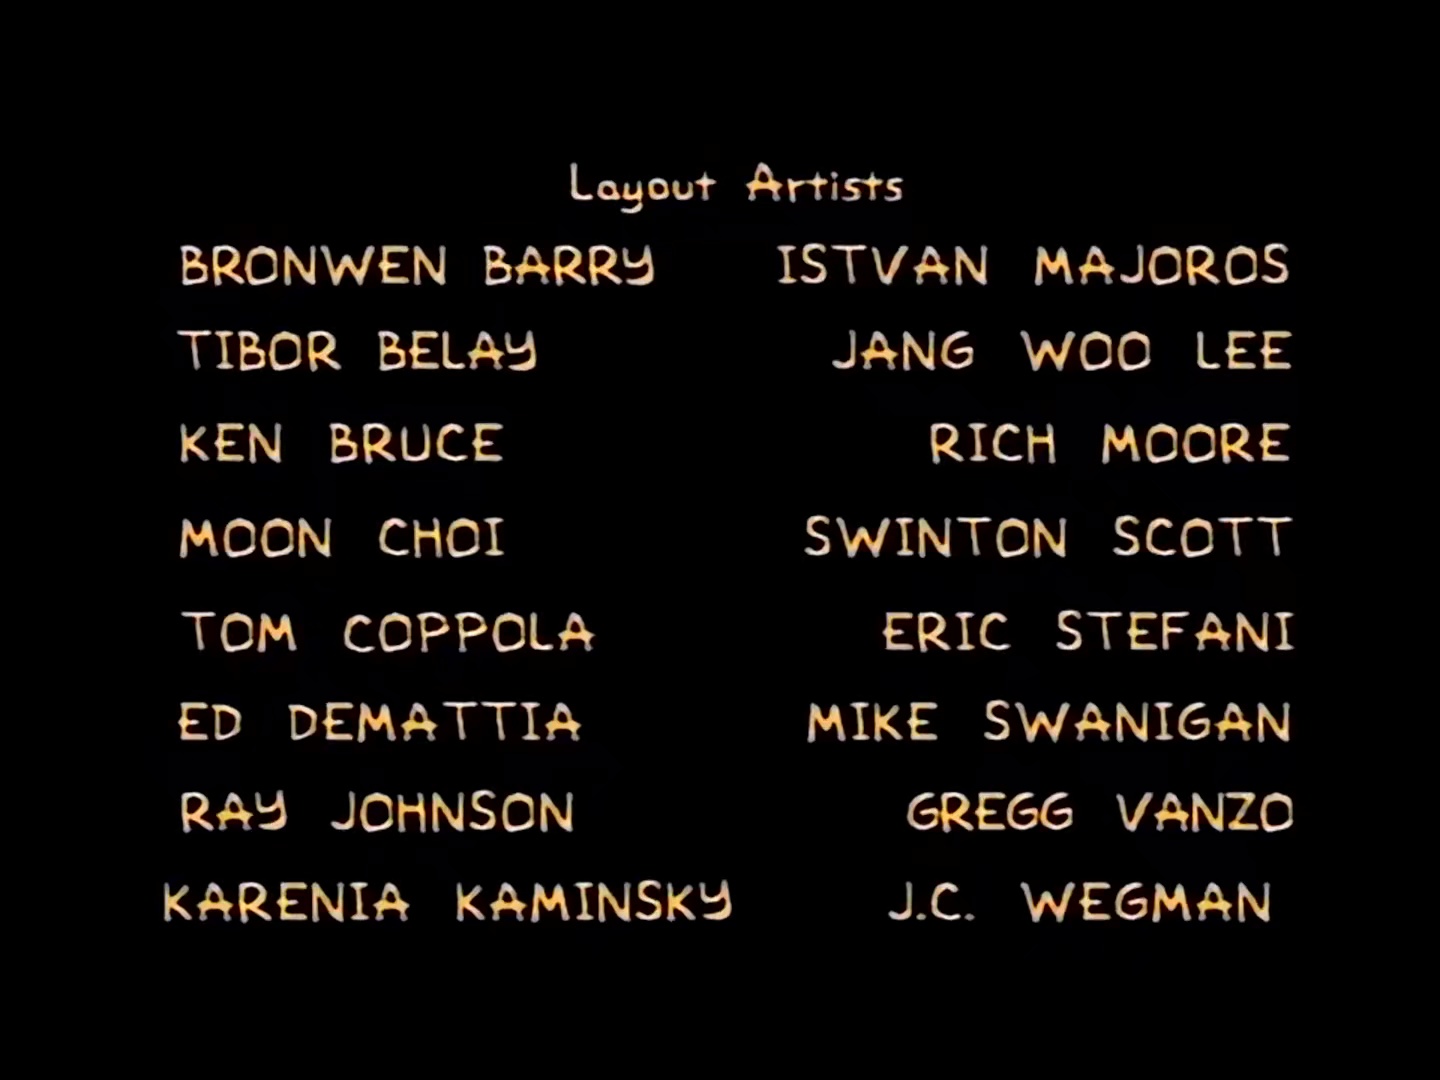 Layout Artists
BRONWEN BARRY ISTVAN MAJOROS
TIBOR BELAY JANG WOO LEE
KEN BRUCE RICH MOORE
MOON CHOI SWINTON SCOTT
TOM COPPOLA ERIC STEFANI
ED DEMATTIA MIKE SWANIGAN
RAY JOHNSON GREGG VANZO
KARENIA KAMINSKY J.C. WEGMAN